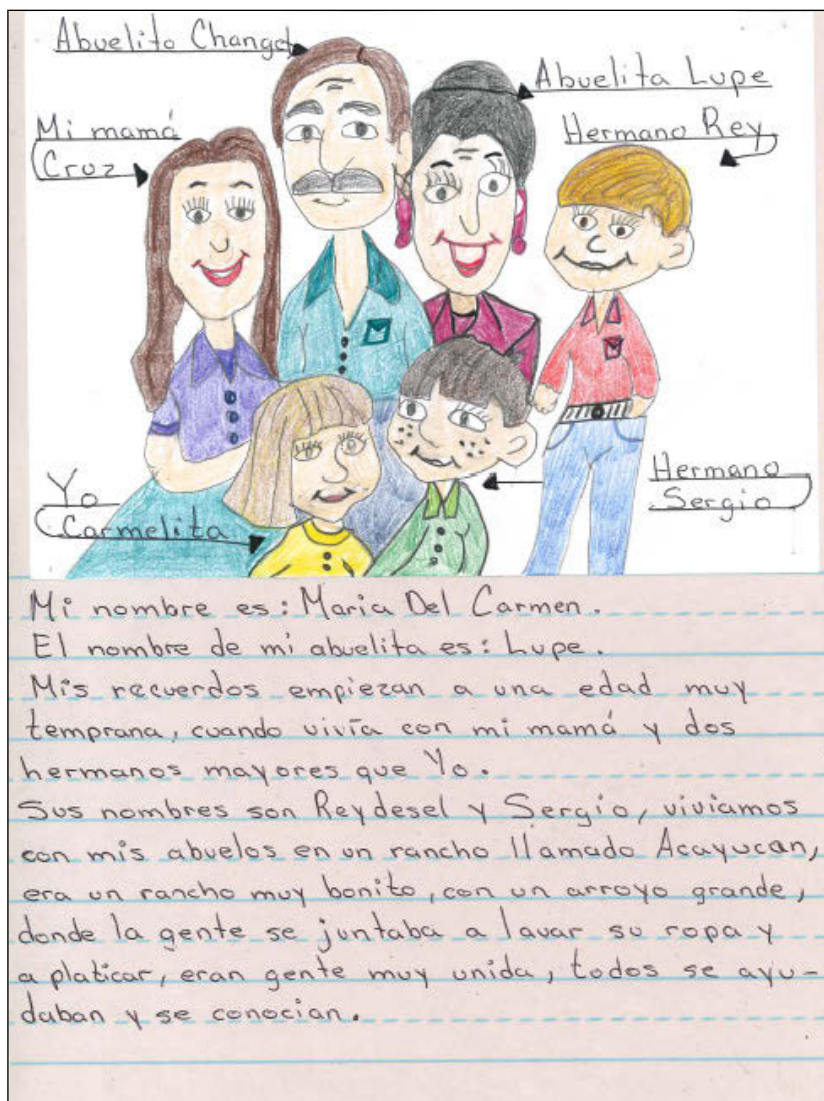 Abuelito Chango
Abuelita Lupe
Mi mamá
Cruz
Hermano Rey
Yo
Carmelita
Hermano
Sergio
Mi nombre es: Maria Del Carmen.
El nombre de mi abuelita es: Lupe.
Mis recuerdos empiezan a una edad muy
temprana, cuando vivía con mi mamá y dos
hermanos mayores que Yo.
Sus nombres son Reydesel y Sergio, viviamos
con mis abuelos en un rancho llamado Acayucan,
era un rancho muy bonito, con un arroyo grande,
donde la gente se juntaba a lavar su ropa y
a platicar, eran gente muy unida, todos se ayu-
daban y se conocian.